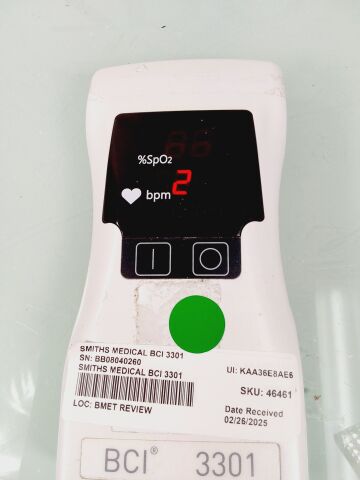 %SpO2
2
bpm
SMITHS MEDICAL BCI 3301
SN: BB08040260
SMITHS MEDICAL BCI 3301
UI: KAA36E8AE6
SKU: 46461
LOC: BMET REVIEW
Date Received
02/26/2025
BCI® 3301